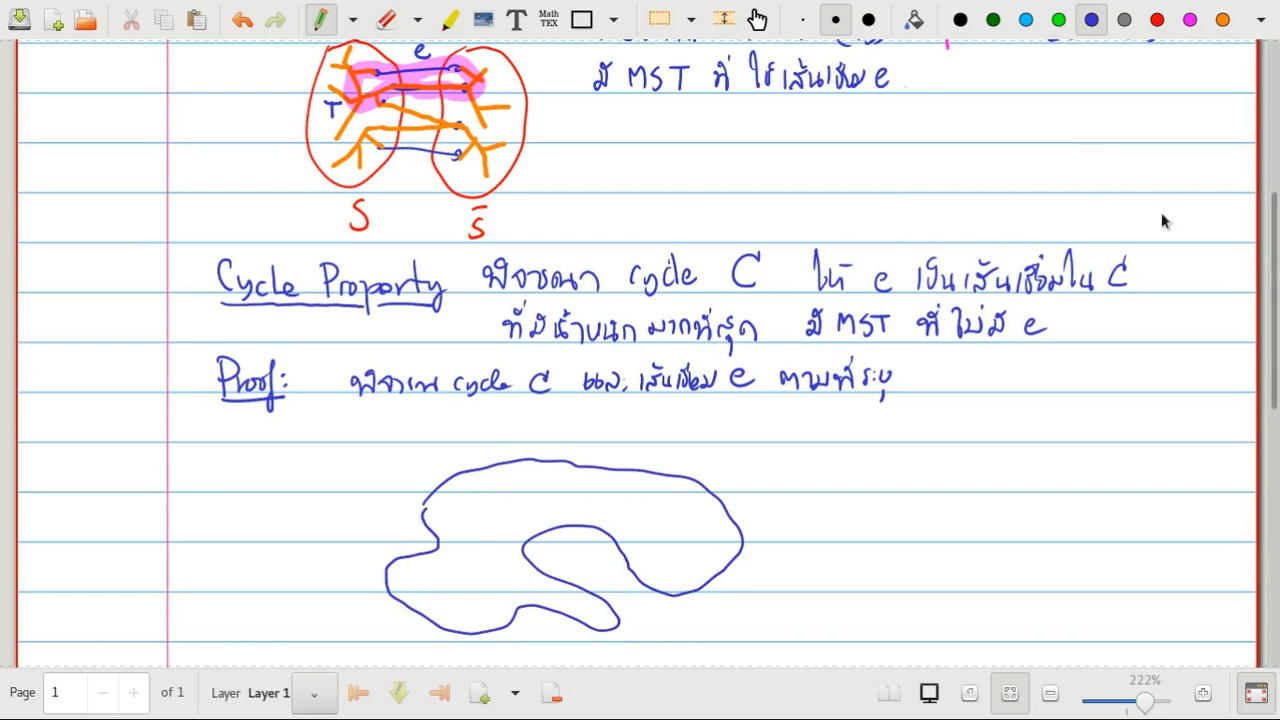 Math
TEX
e
มี MST ที่ ใช้เส้นเชื่อม e
T
S
S̄
Cycle Property พิจารณา cycle C ให้ e เป็นเส้นเชื่อมใน C
ที่มีน้ำหนักมากที่สุด มี MST ที่ ไม่มี e
Proof: พิจารณ cycle C และ เส้นเชื่อม e ตามที่ระบุ
Page 1 of 1 Layer Layer 1 222%